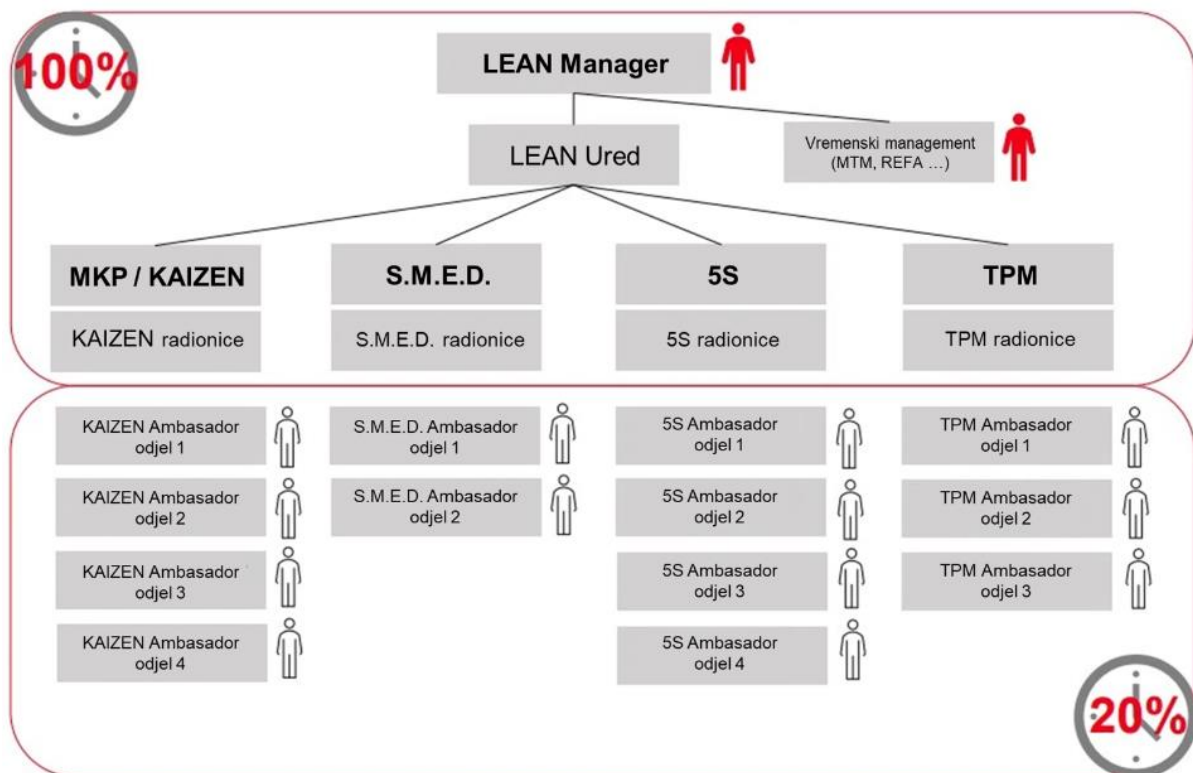 100%
LEAN Manager
LEAN Ured
Vremenski management
(MTM, REFA ...)
MKP / KAIZEN
S.M.E.D.
5S
TPM
KAIZEN radionice
S.M.E.D. radionice
5S radionice
TPM radionice
KAIZEN Ambasador
odjel 1
S.M.E.D. Ambasador
odjel 1
5S Ambasador
odjel 1
TPM Ambasador
odjel 1
KAIZEN Ambasador
odjel 2
S.M.E.D. Ambasador
odjel 2
5S Ambasador
odjel 2
TPM Ambasador
odjel 2
KAIZEN Ambasador
odjel 3
5S Ambasador
odjel 3
TPM Ambasador
odjel 3
KAIZEN Ambasador
odjel 4
5S Ambasador
odjel 4
20%